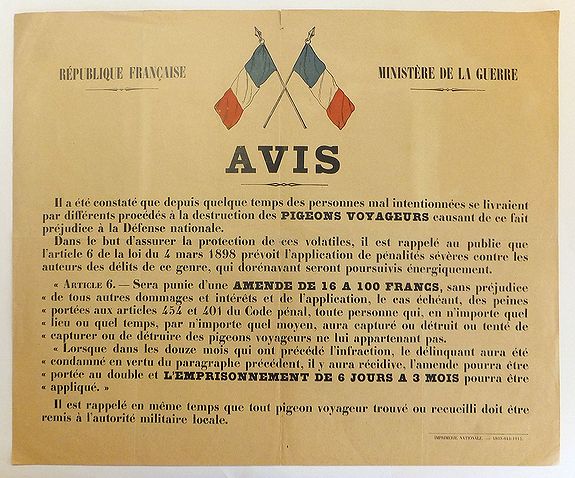 RÉPUBLIQUE FRANÇAISE
MINISTÈRE DE LA GUERRE
AVIS
Il a été constaté que depuis quelque temps des personnes mal intentionnées se livraient
par différents procédés à la destruction des PIGEONS VOYAGEURS causant de ce fait
préjudice à la Défense nationale.
Dans le but d'assurer la protection de ces volatiles, il est rappelé au public que
l'article 6 de la loi du 4 mars 1898 prévoit l'application de pénalités sévères contre les
auteurs des délits de ce genre, qui dorénavant seront poursuivis énergiquement.
« ARTICLE 6. — Sera punie d'une AMENDE DE 16 A 100 FRANCS, sans préjudice
« de tous autres dommages et intérêts et de l'application, le cas échéant, des peines
« portées aux articles 454 et 401 du Code pénal, toute personne qui, en n'importe quel
« lieu ou quel temps, par n'importe quel moyen, aura capturé ou détruit ou tenté de
« capturer ou de détruire des pigeons voyageurs ne lui appartenant pas.
« Lorsque dans les douze mois qui ont précédé l'infraction, le délinquant aura été
« condamné en vertu du paragraphe précédent, il y aura récidive, l'amende pourra être
« portée au double et L'EMPRISONNEMENT DE 6 JOURS A 3 MOIS pourra être
« appliqué. »
Il est rappelé en même temps que tout pigeon voyageur trouvé ou recueilli doit être
remis à l'autorité militaire locale.
IMPRIMERIE NATIONALE. —